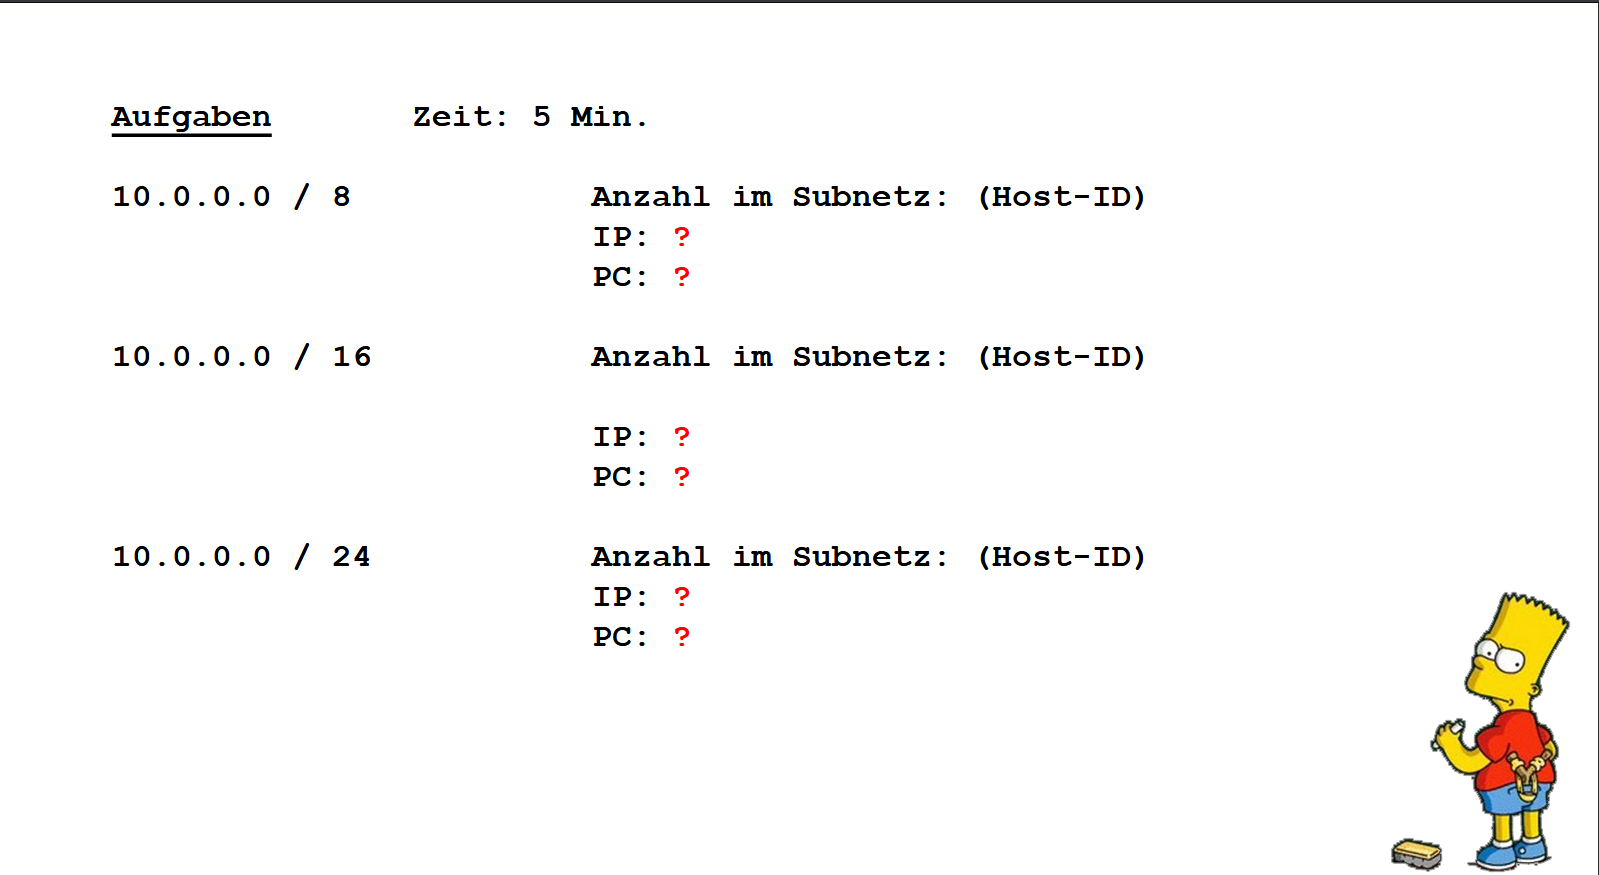 Aufgaben Zeit: 5 Min.
10.0.0.0 / 8 Anzahl im Subnetz: (Host-ID)
IP: ?
PC: ?
10.0.0.0 / 16 Anzahl im Subnetz: (Host-ID)
IP: ?
PC: ?
10.0.0.0 / 24 Anzahl im Subnetz: (Host-ID)
IP: ?
PC: ?